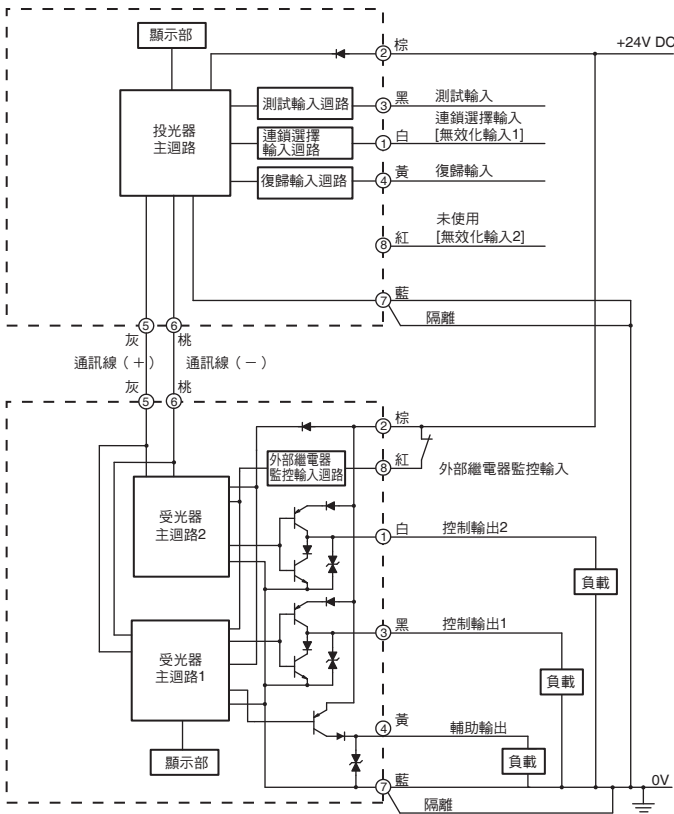 顯示部
② 棕
+24V DC
投光器
主迴路
測試輸入迴路
③ 黑 測試輸入
連鎖選擇
輸入迴路
① 白
連鎖選擇輸入
[無效化輸入1]
復歸輸入迴路
④ 黃 復歸輸入
⑧ 紅
未使用
[無效化輸入2]
⑦ 藍
隔離
⑤ ⑥
灰 桃
通訊線（＋） 通訊線（－）
灰 桃
⑤ ⑥
② 棕
外部繼電器
監控輸入迴路
⑧ 紅
外部繼電器監控輸入
受光器
主迴路2
① 白 控制輸出2
負載
受光器
主迴路1
③ 黑 控制輸出1
負載
④ 黃 輔助輸出
負載
顯示部
⑦ 藍
0V
隔離